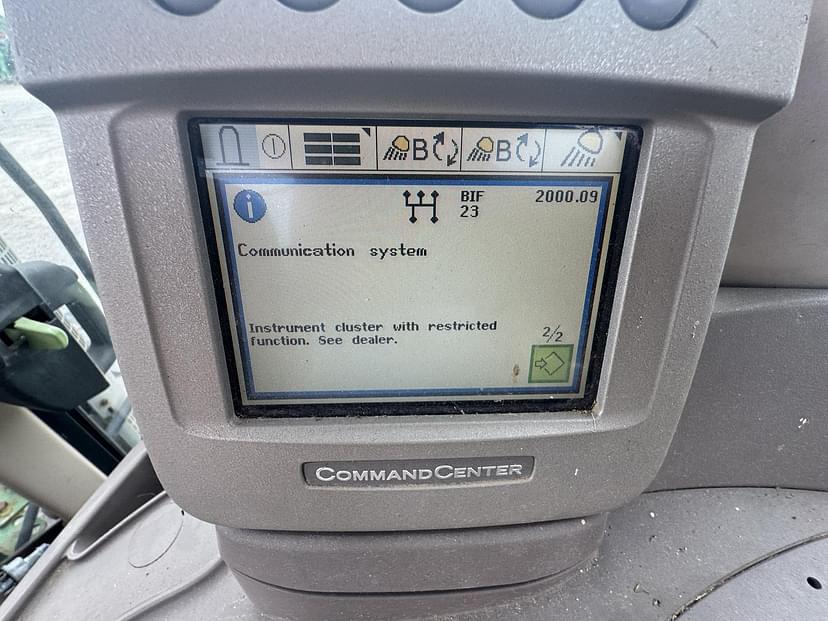 B
B
BIF
23
2000.09
Communication system
Instrument cluster with restricted
function. See dealer.
2/2
COMMANDCENTER